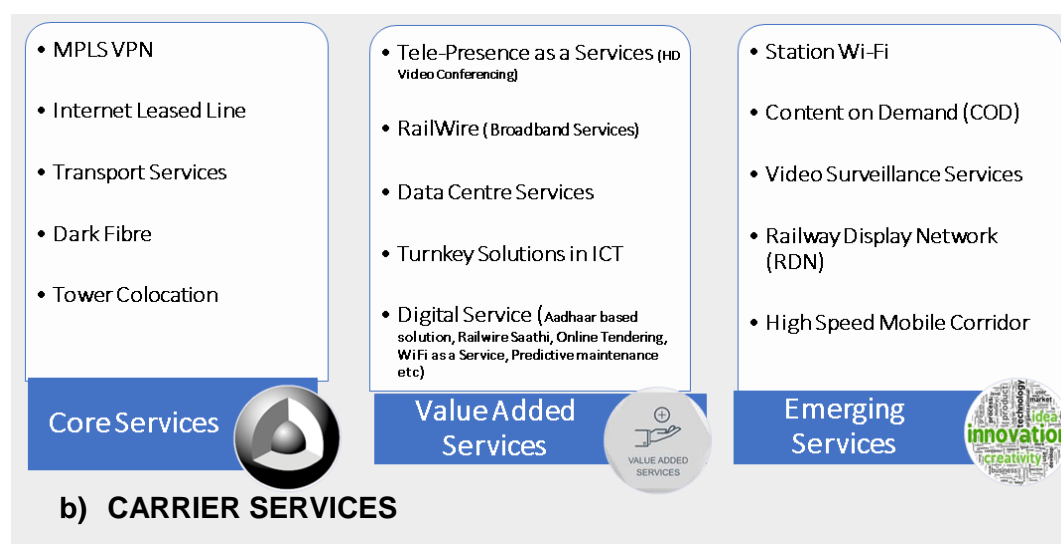 • MPLS VPN
• Internet Leased Line
• Transport Services
• Dark Fibre
• Tower Colocation
Core Services
• Tele-Presence as a Services (HD
Video Conferencing)
• RailWire (Broadband Services)
• Data Centre Services
• Turnkey Solutions in ICT
• Digital Service (Aadhaar based
solution, Railwire Saathi, Online Tendering,
WiFi as a Service, Predictive maintenance
etc)
Value Added
Services
VALUE ADDED
SERVICES
• Station Wi-Fi
• Content on Demand (COD)
• Video Surveillance Services
• Railway Display Network
(RDN)
• High Speed Mobile Corridor
Emerging
Services
product
user
market
technology
idea
innovation
creativity
business
b) CARRIER SERVICES